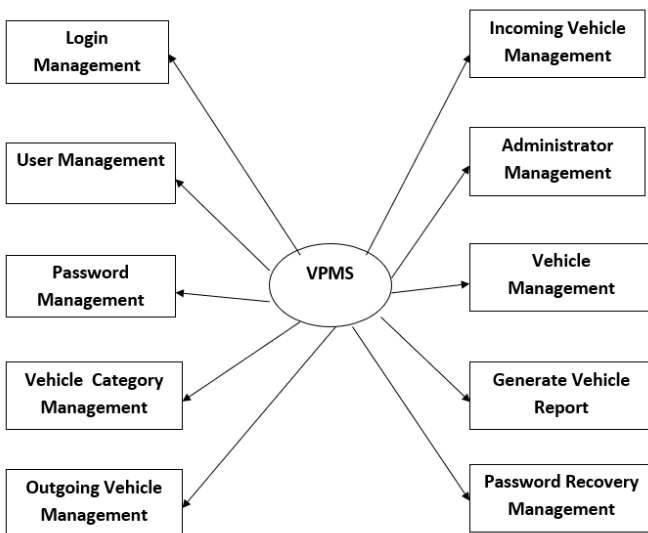 Login
Management
User Management
Password
Management
Vehicle Category
Management
Outgoing Vehicle
Management
VPMS
Incoming Vehicle
Management
Administrator
Management
Vehicle
Management
Generate Vehicle
Report
Password Recovery
Management